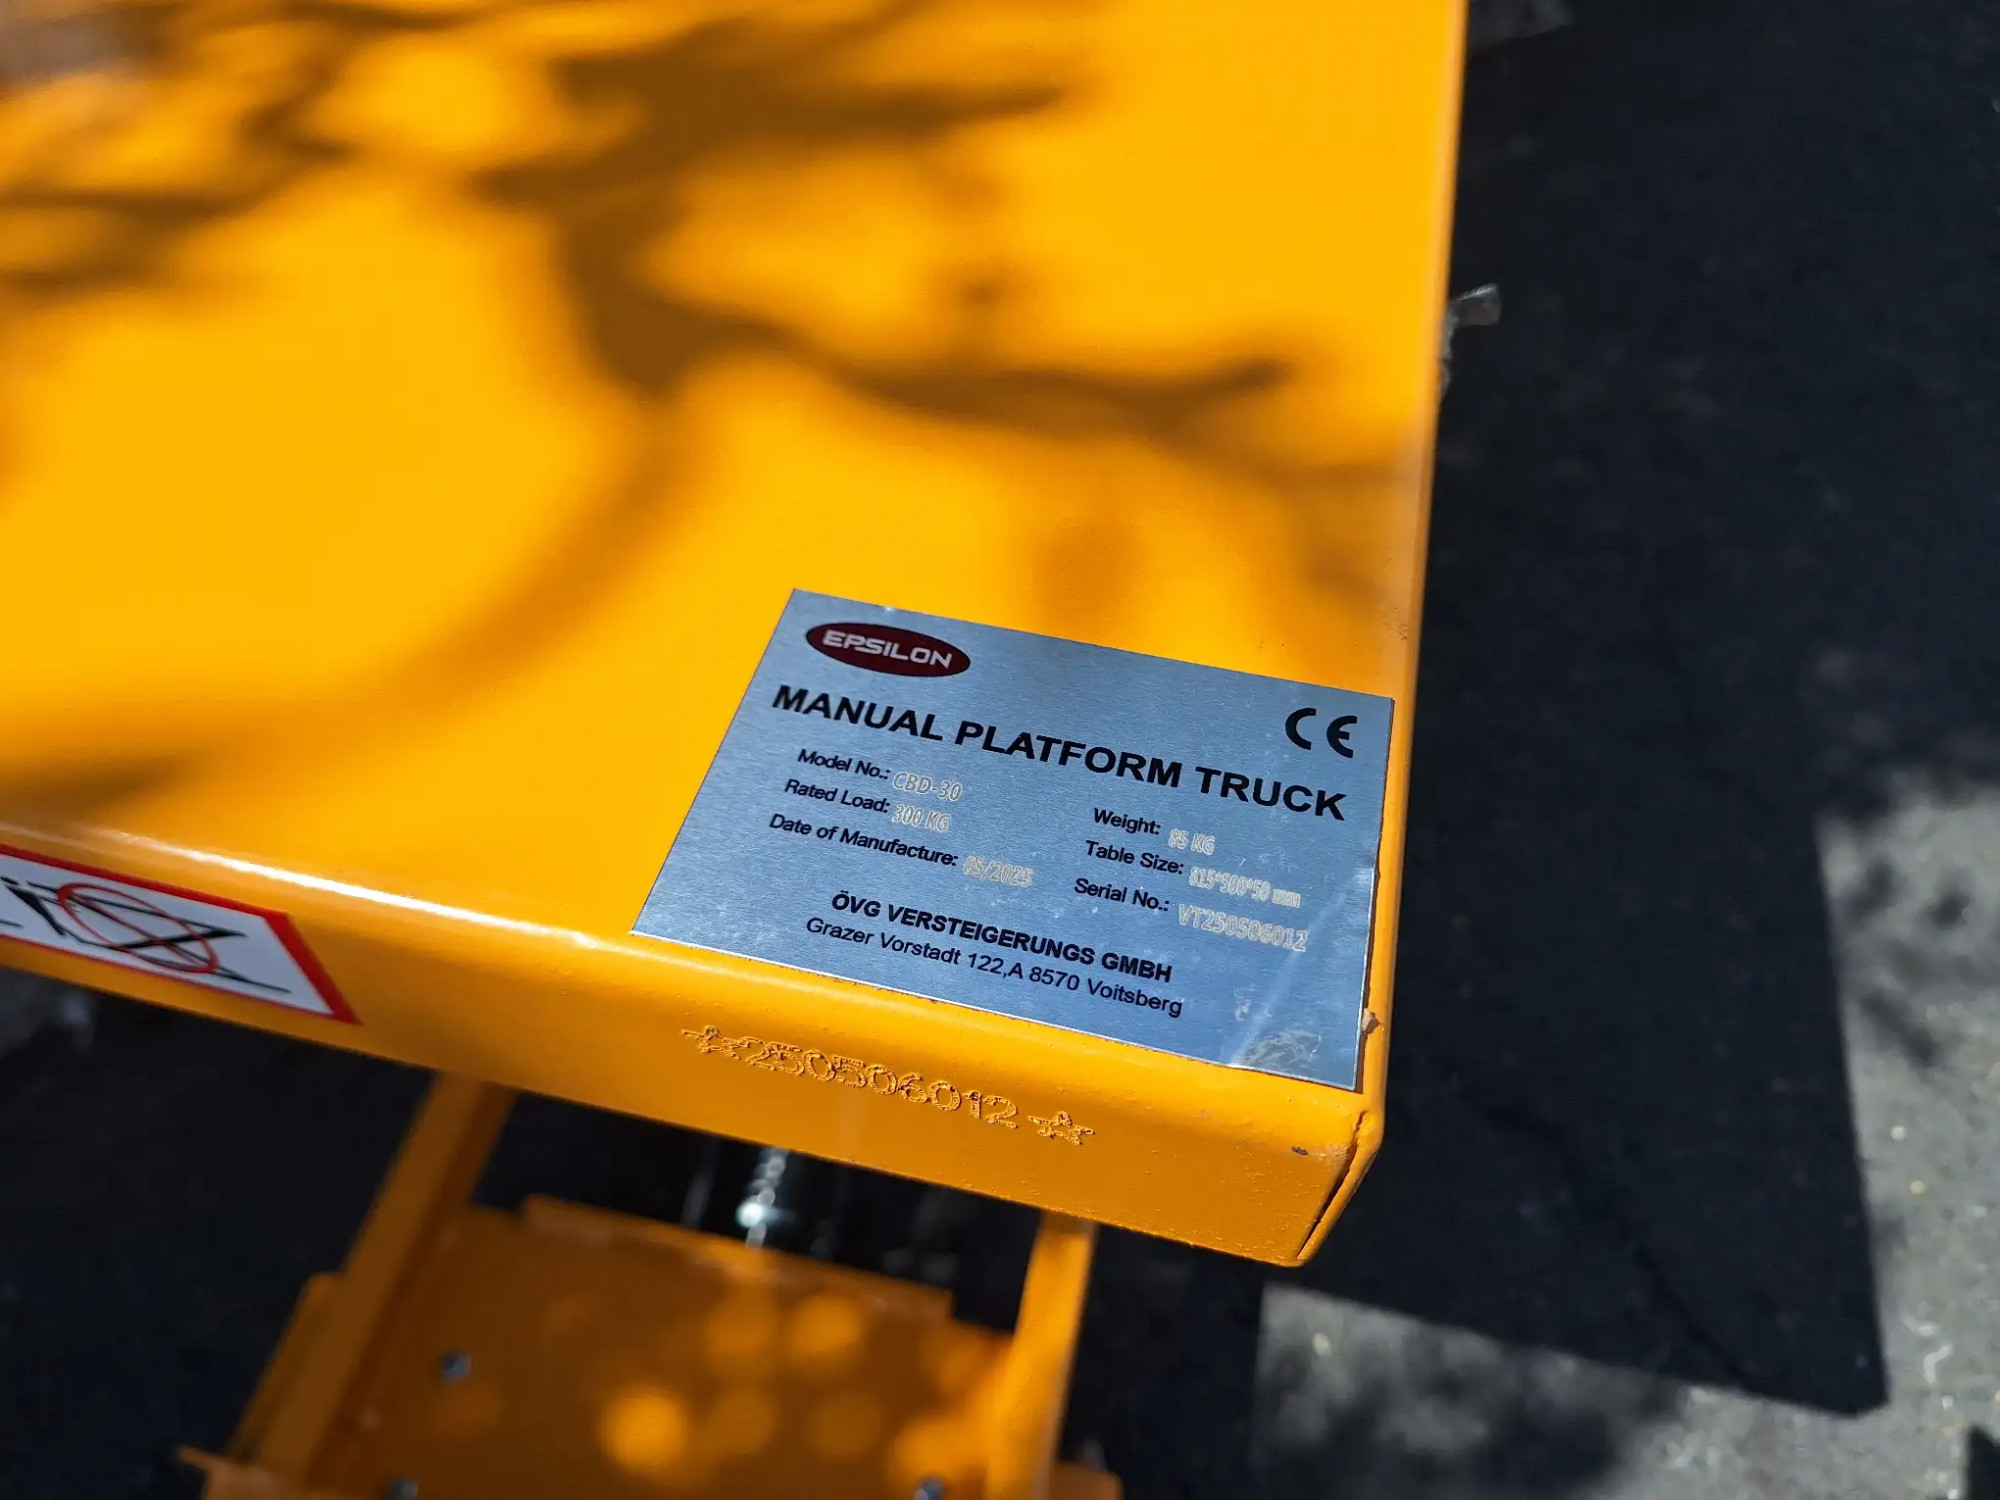 EPSILON
CE
MANUAL PLATFORM TRUCK
Model No.: CBD-30
Rated Load: 300 KG
Date of Manufacture: 05/2025
Weight: 85 KG
Table Size: 815*500*50 mm
Serial No.: VT250506012
ÖVG VERSTEIGERUNGS GMBH
Grazer Vorstadt 122,A 8570 Voitsberg
☆250506012☆